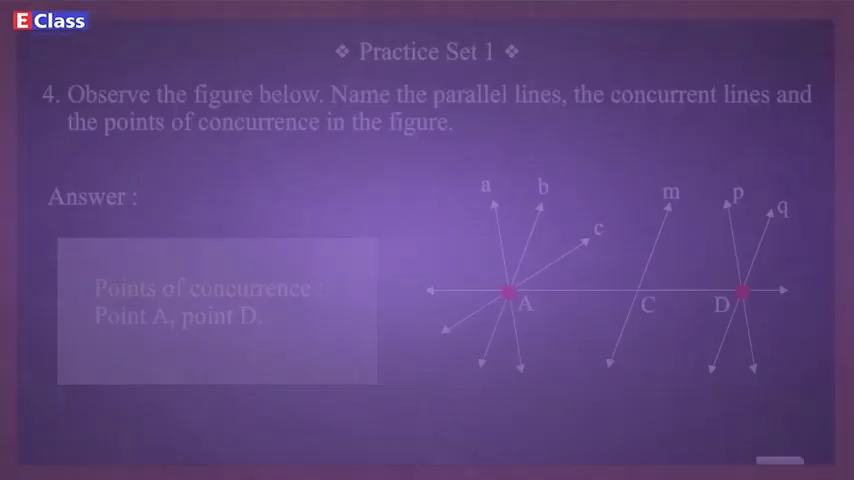 E Class
❖ Practice Set 1 ❖
4. Observe the figure below. Name the parallel lines, the concurrent lines and
the points of concurrence in the figure.
Answer :
Points of concurrence :
Point A, point D.
a
b
c
m
p
q
A
C
D